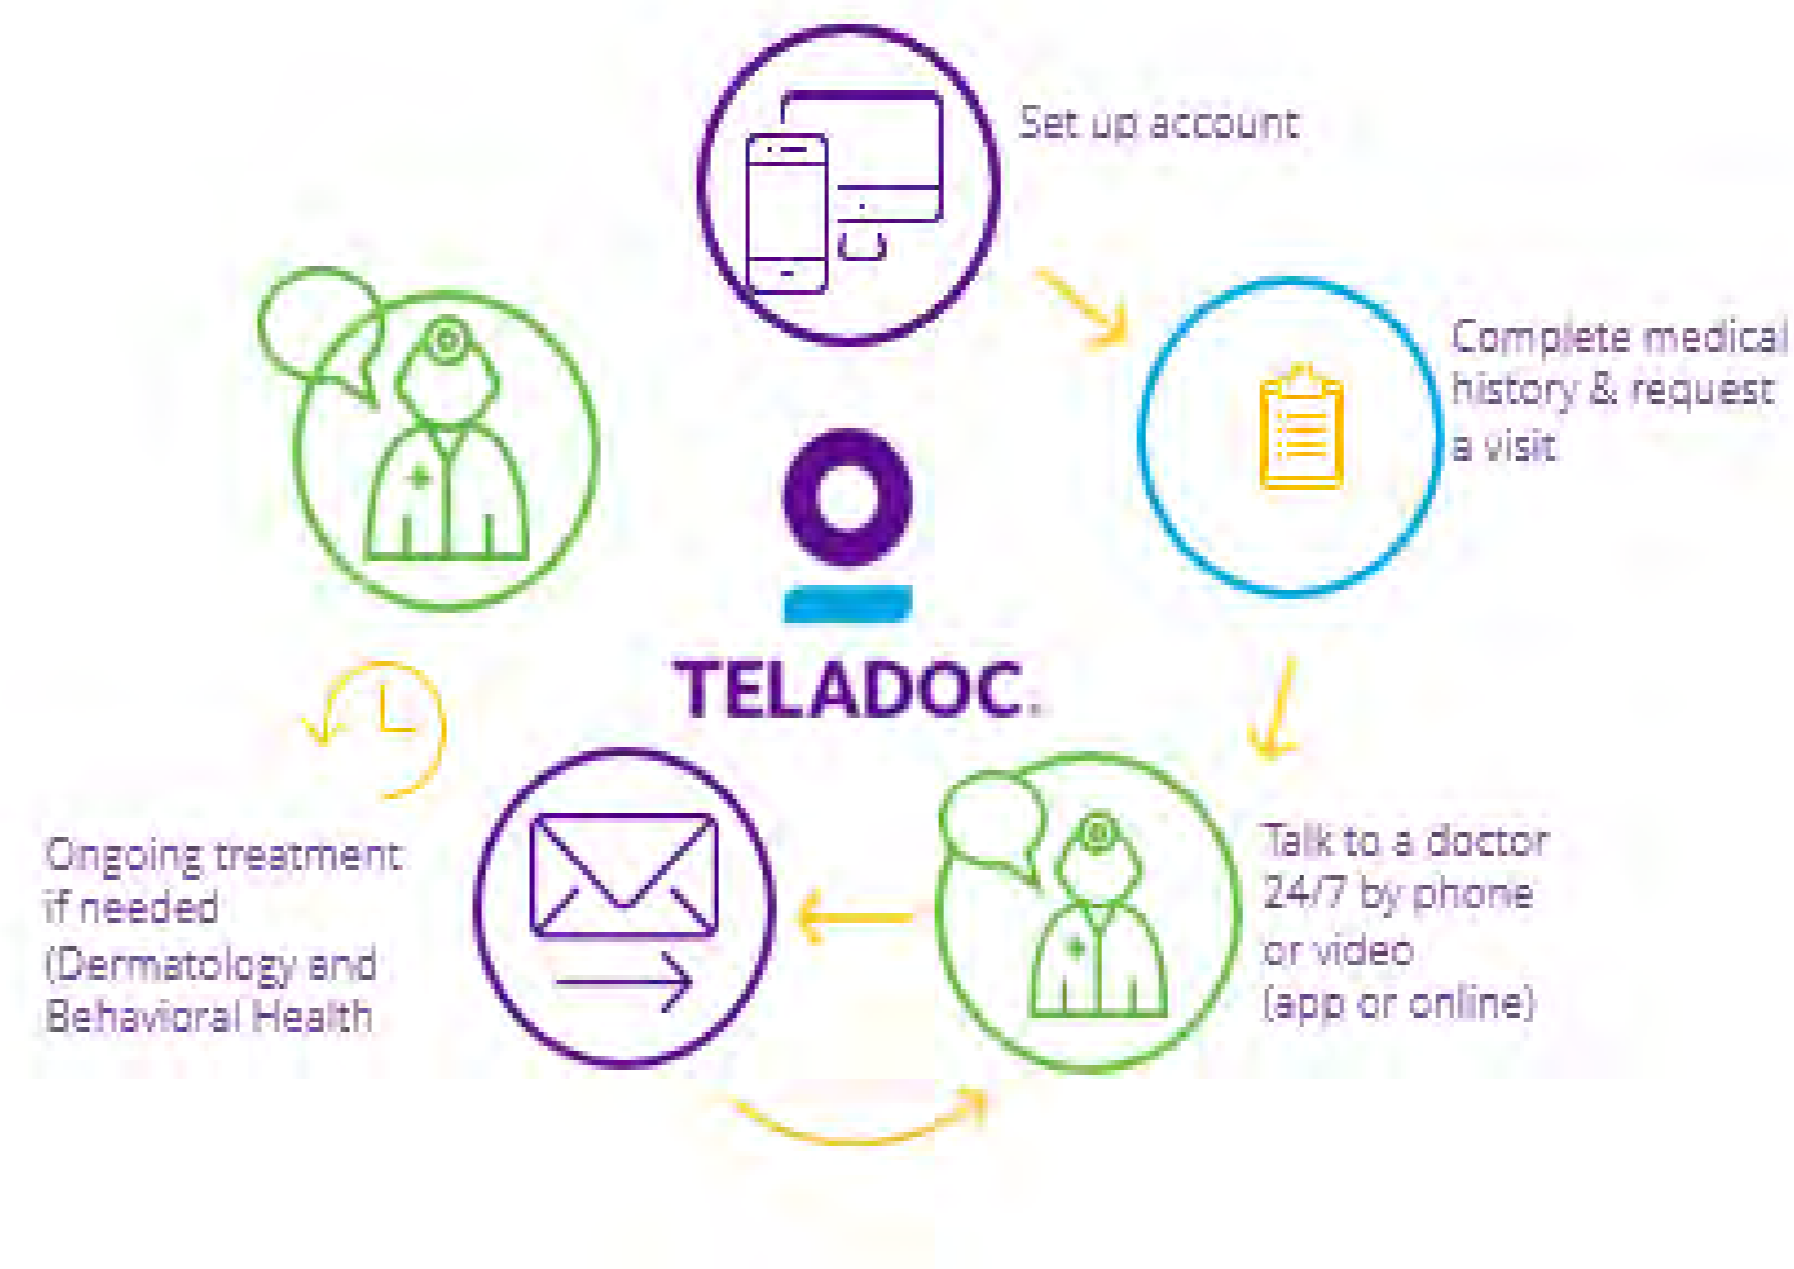 Set up account
Complete medical
history & request
a visit
TELADOC
Talk to a doctor
24/7 by phone
or video
(app or online)
Ongoing treatment
if needed
(Dermatology and
Behavioral Health